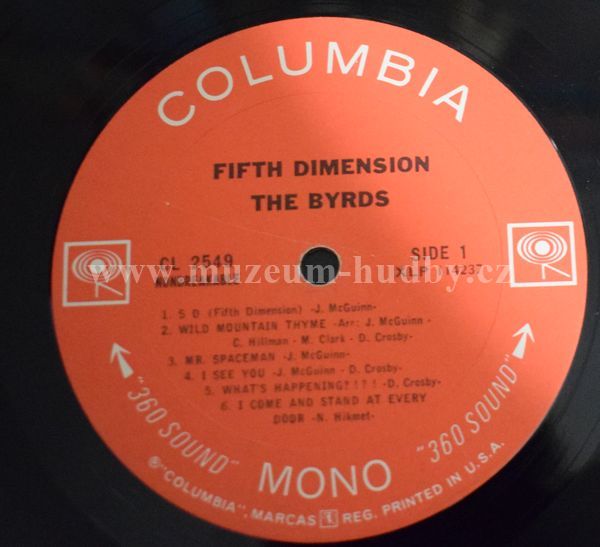 COLUMBIA
FIFTH DIMENSION
THE BYRDS
CL 2549
NONBREAKABLE
SIDE 1
XLP 114237
www.muzeum-hudby.cz
1. 5 D (Fifth Dimension) -J. McGuinn-
2. WILD MOUNTAIN THYME -Arr: J. McGuinn -
C. Hillman - M. Clark - D. Crosby-
3. MR. SPACEMAN -J. McGuinn-
4. I SEE YOU -J. McGuinn - D. Crosby-
5. WHAT'S HAPPENING?!?! -D. Crosby-
6. I COME AND STAND AT EVERY
DOOR -N. Hikmet-
"360 SOUND" MONO "360 SOUND"
℗"COLUMBIA", MARCAS REG. PRINTED IN U.S.A.